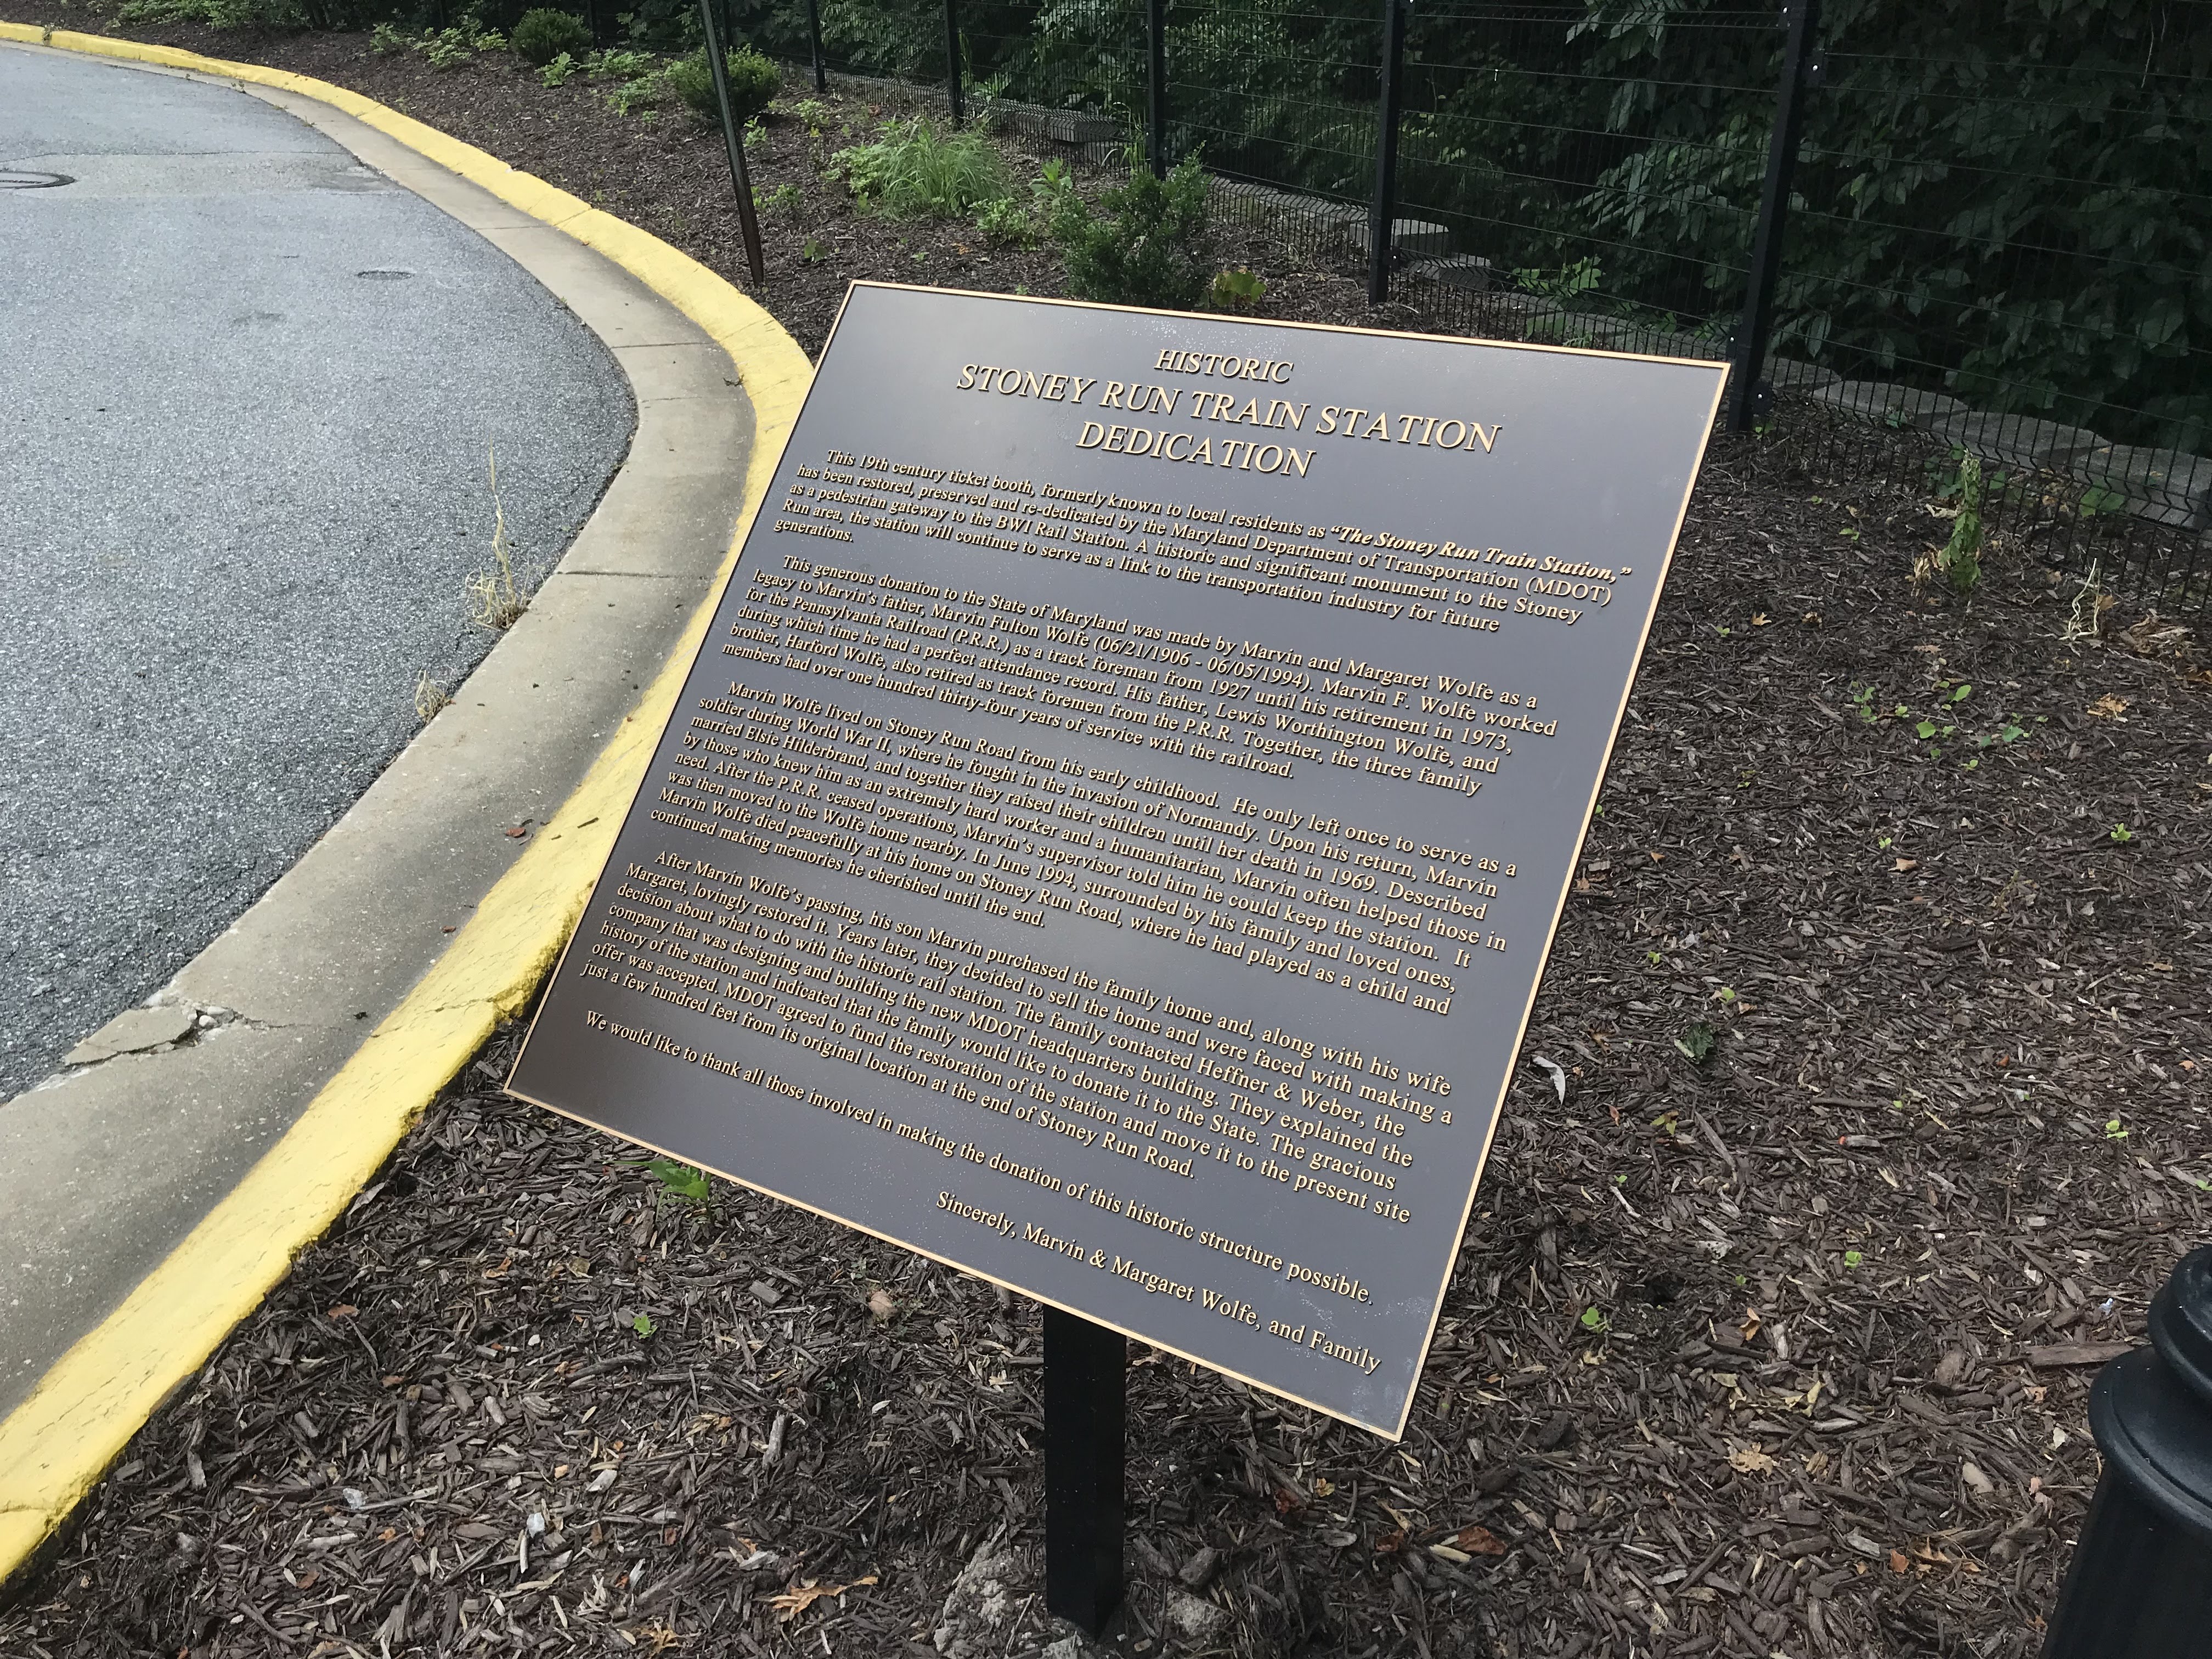 HISTORIC
STONEY RUN TRAIN STATION
DEDICATION
This 19th century ticket booth, formerly known to local residents as “The Stoney Run Train Station,”
has been restored, preserved and re-dedicated by the Maryland Department of Transportation (MDOT)
as a pedestrian gateway to the BWI Rail Station. A historic and significant monument to the Stoney
Run area, the station will continue to serve as a link to the transportation industry for future
generations.
This generous donation to the State of Maryland was made by Marvin and Margaret Wolfe as a
legacy to Marvin’s father, Marvin Fulton Wolfe (06/21/1906 - 06/05/1994). Marvin F. Wolfe worked
for the Pennsylvania Railroad (P.R.R.) as a track foreman from 1927 until his retirement in 1973,
during which time he had a perfect attendance record. His father, Lewis Worthington Wolfe, and
brother, Harford Wolfe, also retired as track foremen from the P.R.R. Together, the three family
members had over one hundred thirty-four years of service with the railroad.
Marvin Wolfe lived on Stoney Run Road from his early childhood. He only left once to serve as a
soldier during World War II, where he fought in the invasion of Normandy. Upon his return, Marvin
married Elsie Hilderbrand, and together they raised their children until her death in 1969. Described
by those who knew him as an extremely hard worker and a humanitarian, Marvin often helped those in
need. After the P.R.R. ceased operations, Marvin’s supervisor told him he could keep the station. It
was then moved to the Wolfe home nearby. In June 1994, surrounded by his family and loved ones,
Marvin Wolfe died peacefully at his home on Stoney Run Road, where he had played as a child and
continued making memories he cherished until the end.
After Marvin Wolfe’s passing, his son Marvin purchased the family home and, along with his wife
Margaret, lovingly restored it. Years later, they decided to sell the home and were faced with making a
decision about what to do with the historic rail station. The family contacted Heffner & Weber, the
company that was designing and building the new MDOT headquarters building. They explained the
history of the station and indicated that the family would like to donate it to the State. The gracious
offer was accepted. MDOT agreed to fund the restoration of the station and move it to the present site
just a few hundred feet from its original location at the end of Stoney Run Road.
We would like to thank all those involved in making the donation of this historic structure possible.
Sincerely, Marvin & Margaret Wolfe, and Family